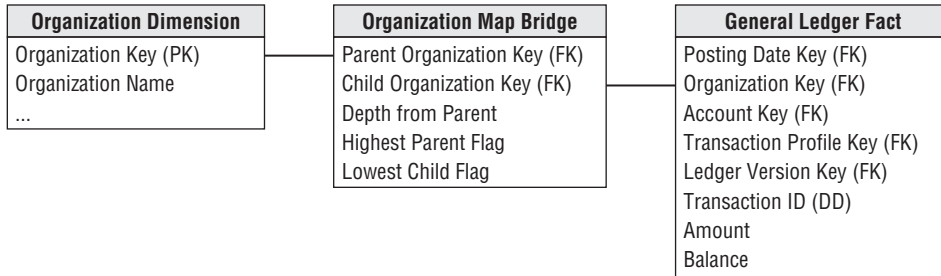 Organization Dimension
Organization Key (PK)
Organization Name
...
Organization Map Bridge
Parent Organization Key (FK)
Child Organization Key (FK)
Depth from Parent
Highest Parent Flag
Lowest Child Flag
General Ledger Fact
Posting Date Key (FK)
Organization Key (FK)
Account Key (FK)
Transaction Profile Key (FK)
Ledger Version Key (FK)
Transaction ID (DD)
Amount
Balance